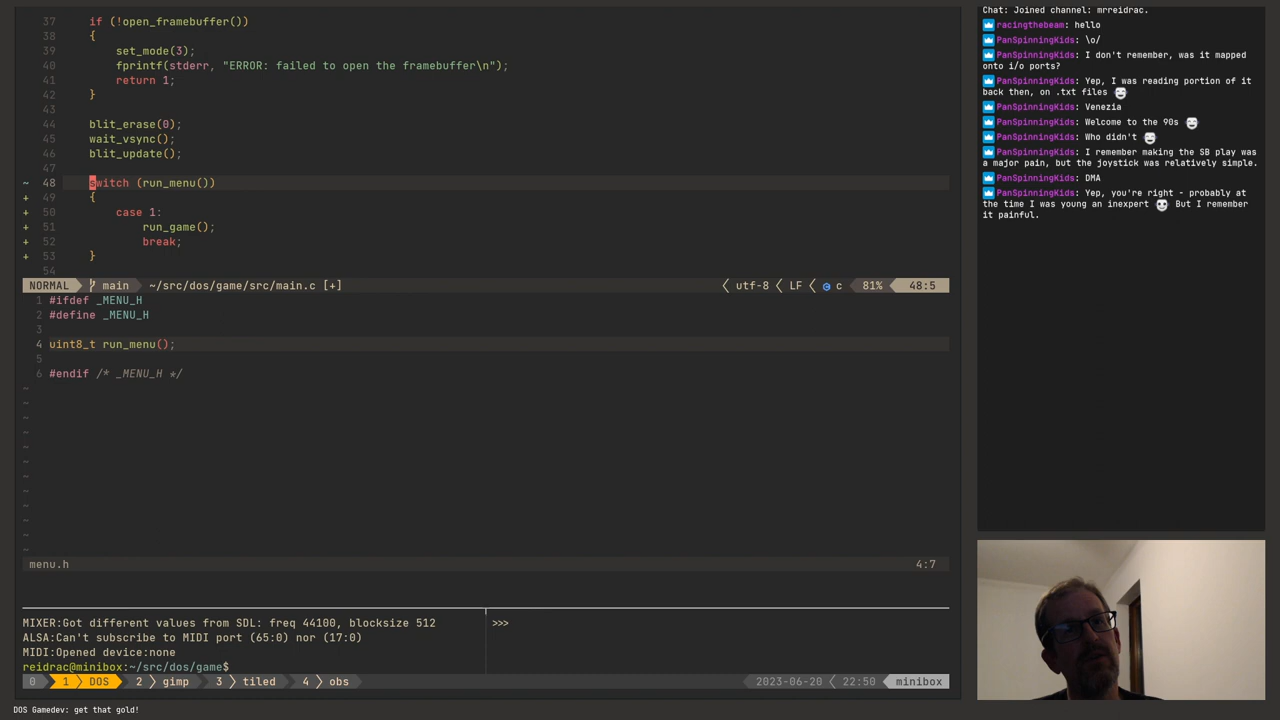 37 if (!open_framebuffer())
38 {
39 set_mode(3);
40 fprintf(stderr, "ERROR: failed to open the framebuffer\n");
41 return 1;
42 }
43
44 blit_erase(0);
45 wait_vsync();
46 blit_update();
47
~ 48 switch (run_menu())
+ 49 {
+ 50 case 1:
+ 51 run_game();
+ 52 break;
+ 53 }
54
NORMAL main ~/src/dos/game/src/main.c [+] utf-8 LF c 81% 48:5
1 #ifdef _MENU_H
2 #define _MENU_H
3
4 uint8_t run_menu();
5
6 #endif /* _MENU_H */
~
~
~
~
~
~
~
~
~
~
~
~
menu.h 4:7
MIXER:Got different values from SDL: freq 44100, blocksize 512
ALSA:Can't subscribe to MIDI port (65:0) nor (17:0)
MIDI:Opened device:none
reidrac@minibox:~/src/dos/game$
>>>
0 1 DOS 2 gimp 3 tiled 4 obs 2023-06-20 22:50 minibox
DOS Gamedev: get that gold!
Chat: Joined channel: mrreidrac.
racingthebeam: hello
PanSpinningKids: \o/
PanSpinningKids: I don't remember, was it mapped
onto i/o ports?
PanSpinningKids: Yep, I was reading portion of it
back then, on .txt files
PanSpinningKids: Venezia
PanSpinningKids: Welcome to the 90s
PanSpinningKids: Who didn't
PanSpinningKids: I remember making the SB play was
a major pain, but the joystick was relatively simple.
PanSpinningKids: DMA
PanSpinningKids: Yep, you're right - probably at
the time I was young an inexpert But I remember
it painful.